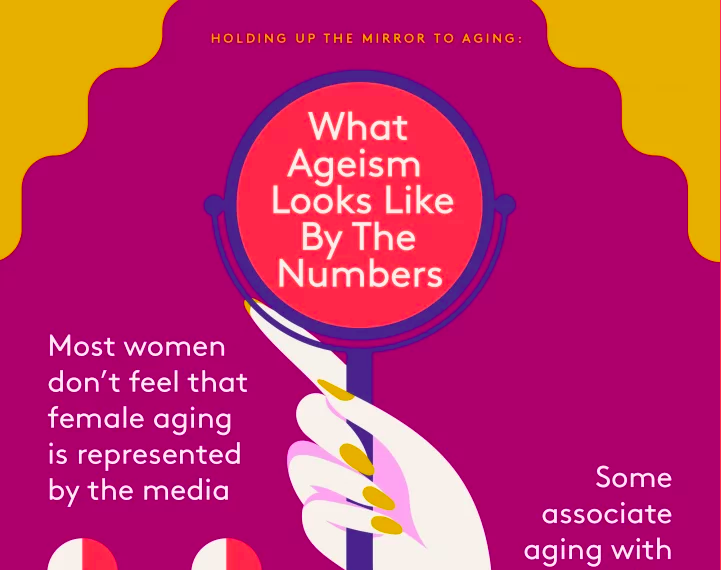 HOLDING UP THE MIRROR TO AGING:
What
Ageism
Looks Like
By The
Numbers
Most women
don't feel that
female aging
is represented
by the media
Some
associate
aging with